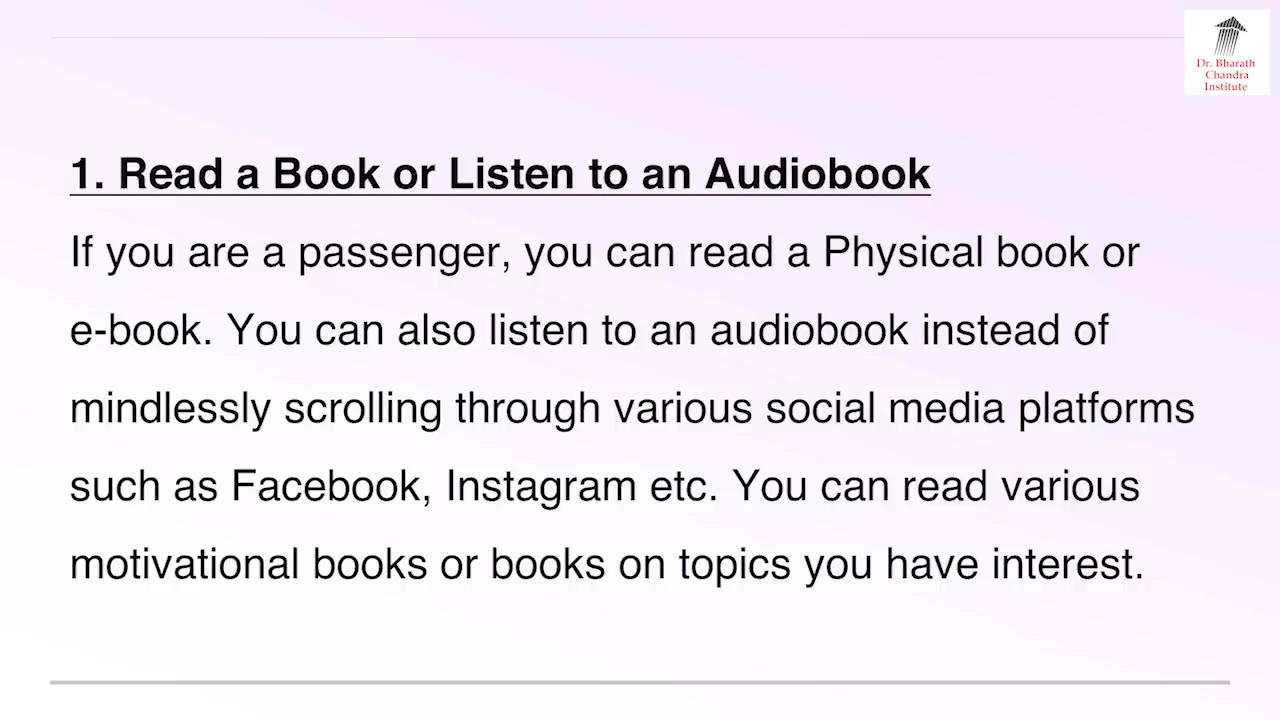 Dr. Bharath
Chandra
Institute
1. Read a Book or Listen to an Audiobook
If you are a passenger, you can read a Physical book or
e-book. You can also listen to an audiobook instead of
mindlessly scrolling through various social media platforms
such as Facebook, Instagram etc. You can read various
motivational books or books on topics you have interest.